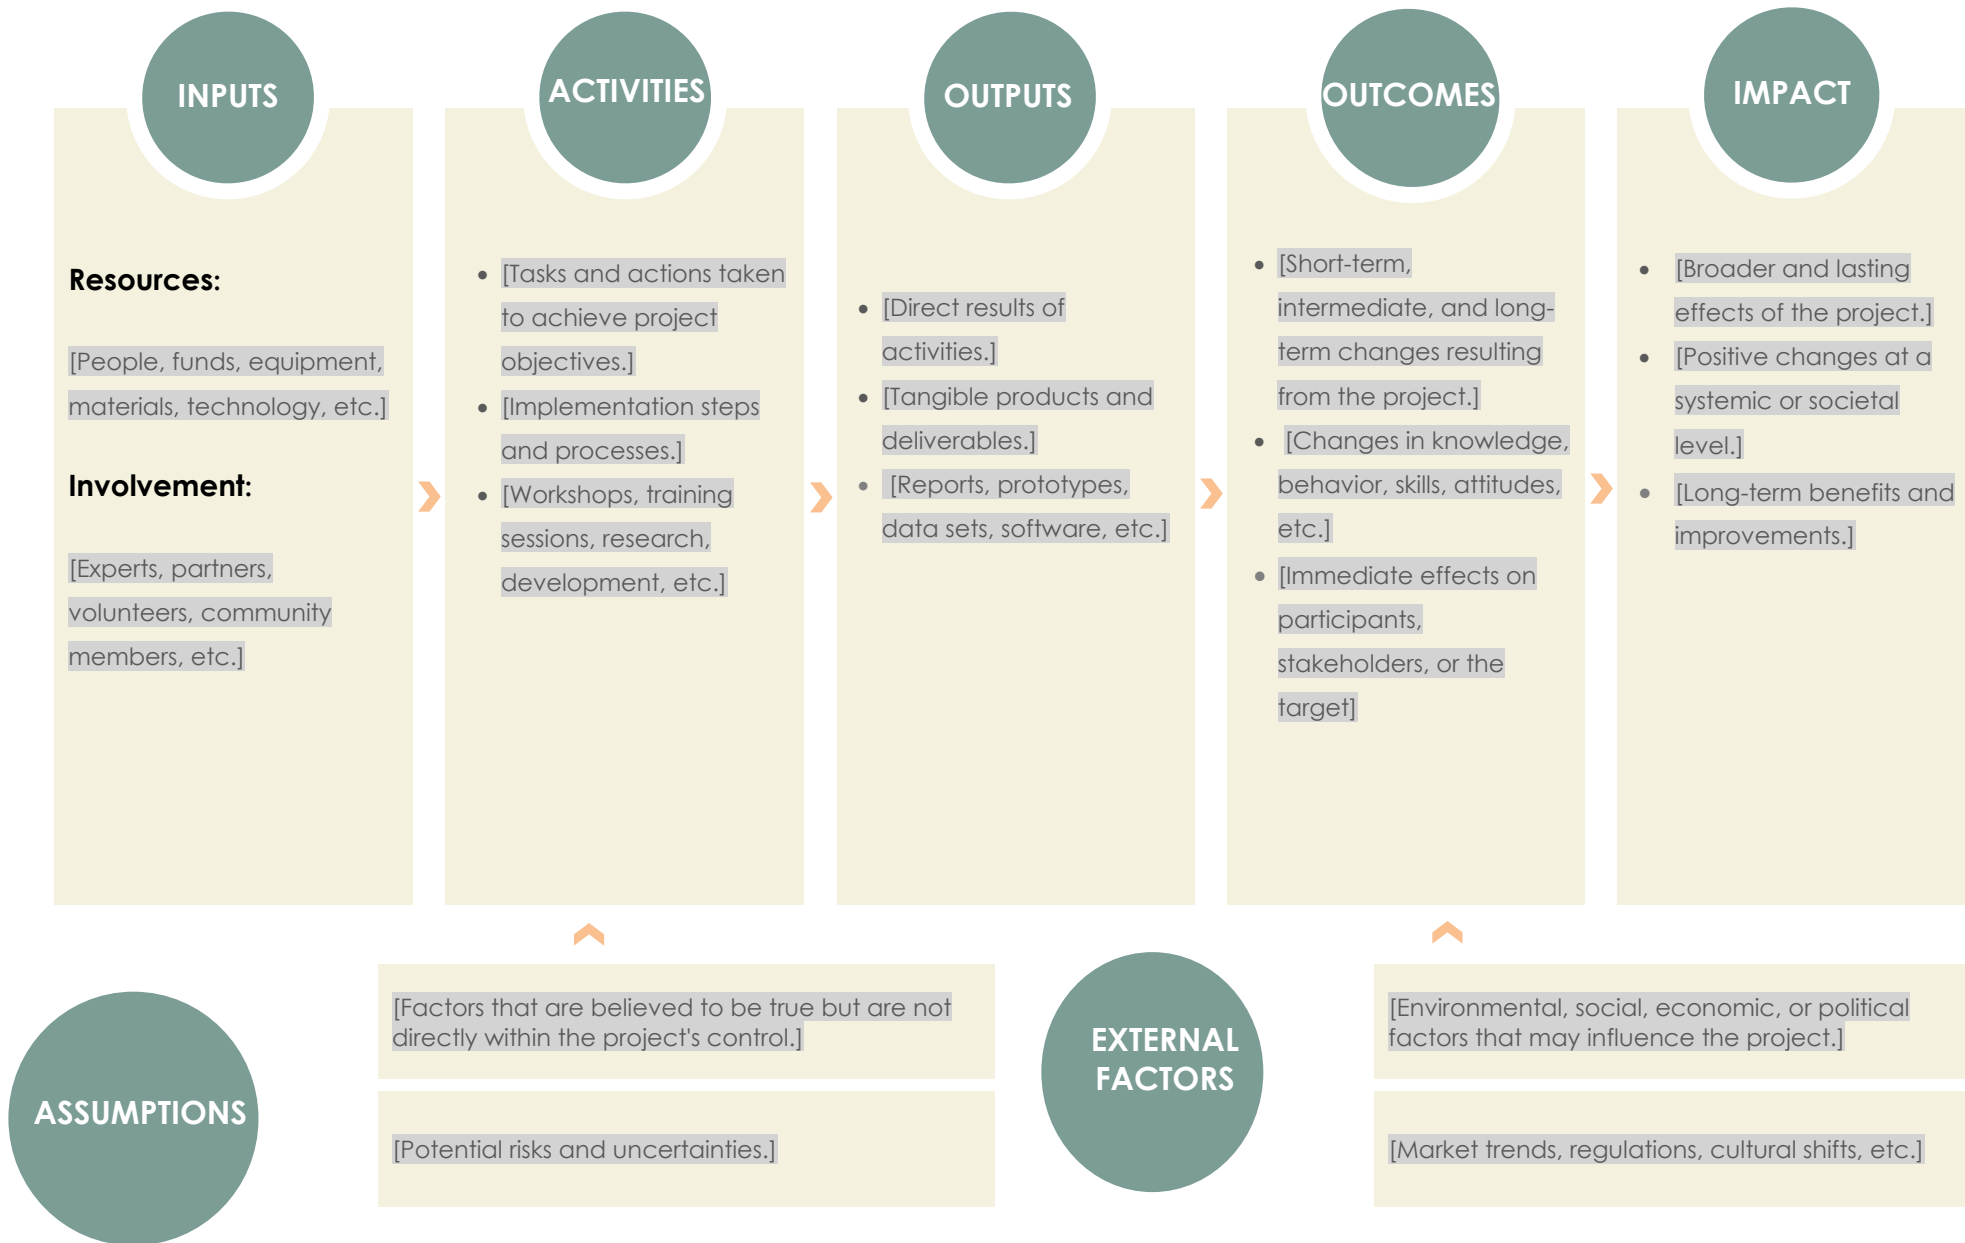 INPUTS
Resources:
[People, funds, equipment,
materials, technology, etc.]
Involvement:
[Experts, partners,
volunteers, community
members, etc.]
ACTIVITIES
• [Tasks and actions taken
to achieve project
objectives.]
• [Implementation steps
and processes.]
• [Workshops, training
sessions, research,
development, etc.]
OUTPUTS
• [Direct results of
activities.]
• [Tangible products and
deliverables.]
• [Reports, prototypes,
data sets, software, etc.]
OUTCOMES
• [Short-term,
intermediate, and long-
term changes resulting
from the project.]
• [Changes in knowledge,
behavior, skills, attitudes,
etc.]
• [Immediate effects on
participants,
stakeholders, or the
target]
IMPACT
• [Broader and lasting
effects of the project.]
• [Positive changes at a
systemic or societal
level.]
• [Long-term benefits and
improvements.]
ASSUMPTIONS
[Factors that are believed to be true but are not
directly within the project's control.]
[Potential risks and uncertainties.]
EXTERNAL
FACTORS
[Environmental, social, economic, or political
factors that may influence the project.]
[Market trends, regulations, cultural shifts, etc.]